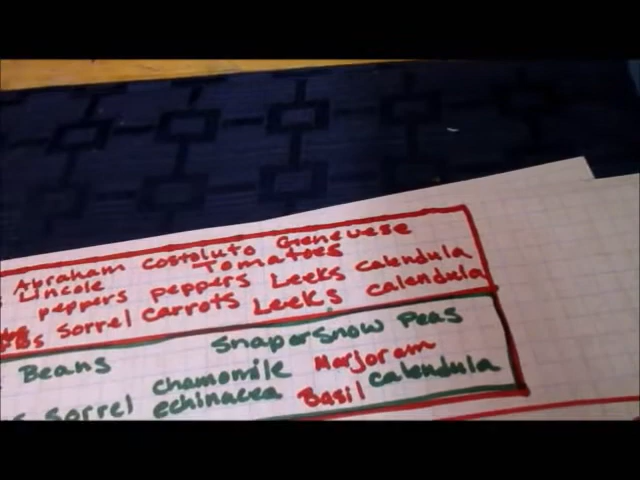 Abraham Costoluto Genevese
Lincole Tomatoes
peppers peppers Leeks calendula
Sorrel carrots Leeks calendula
Beans Snaper Snow Peas
chamomile Marjoram
Sorrel echinacea Basil calendula